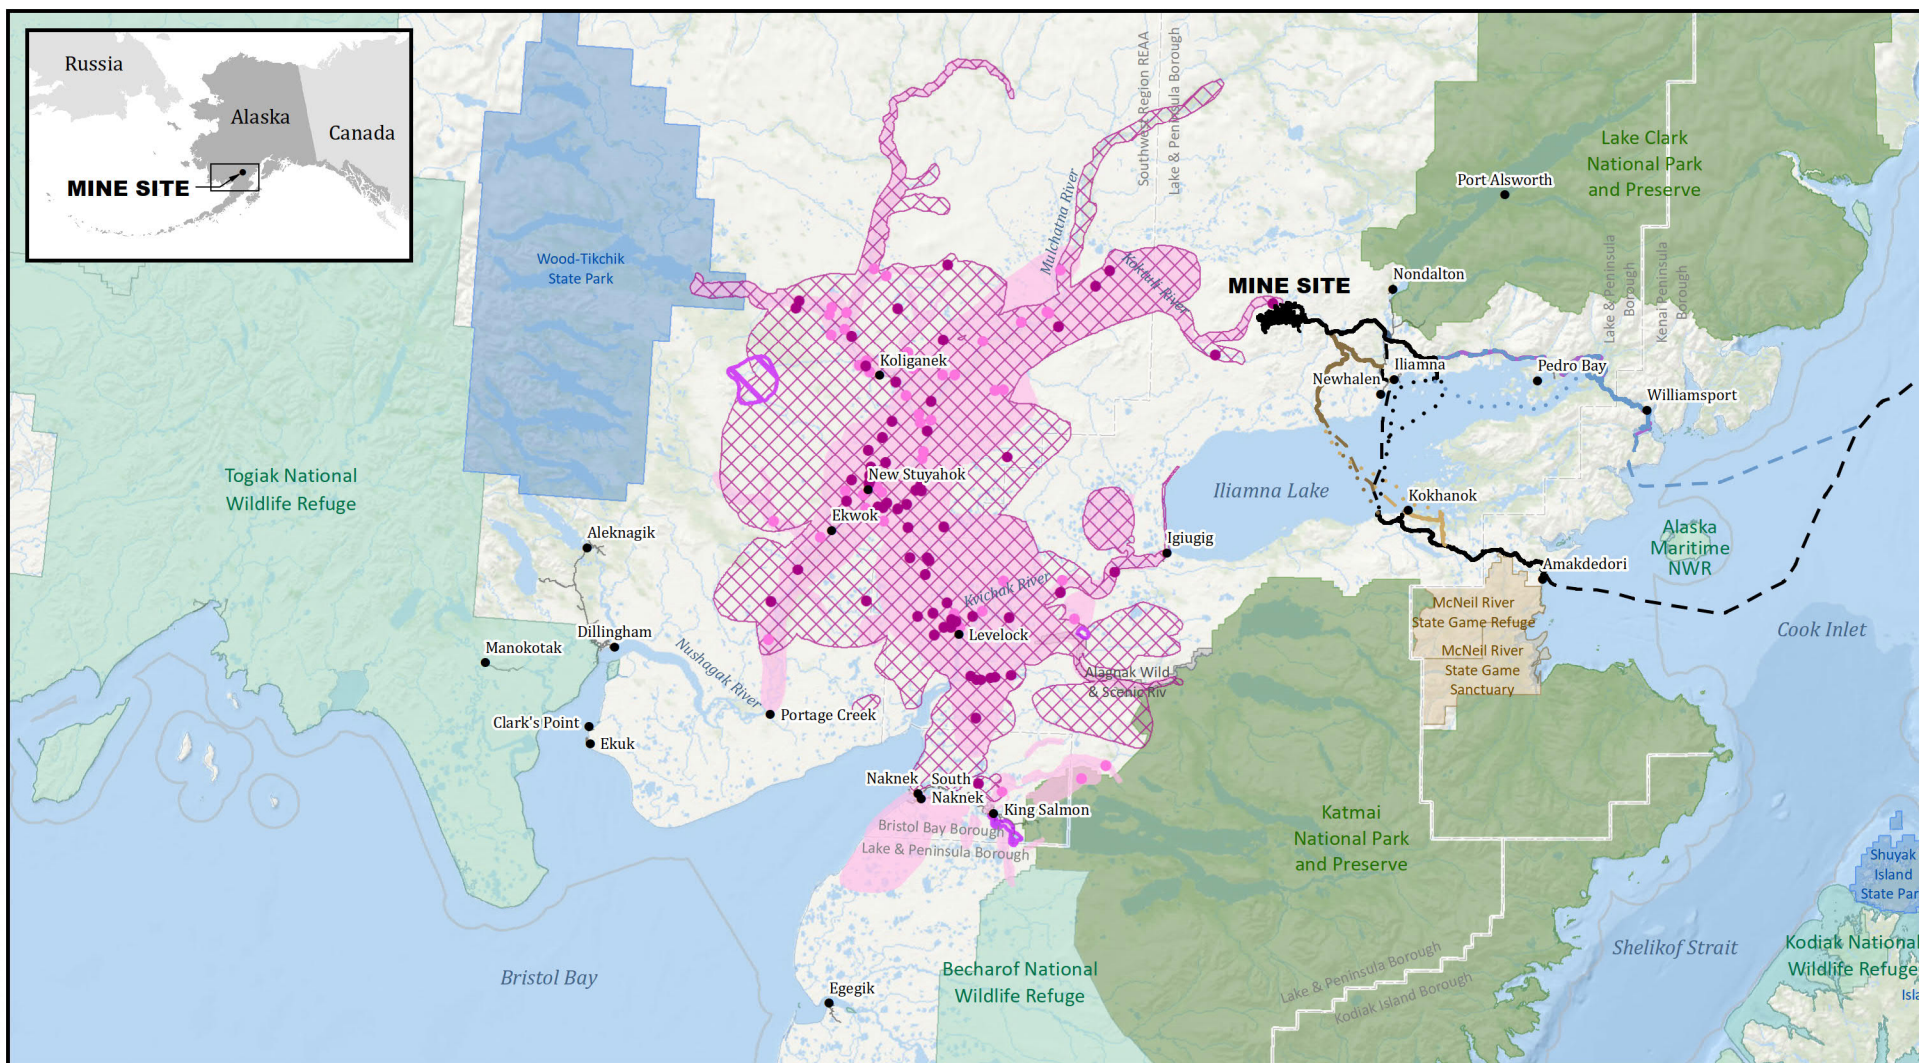 Russia
Alaska
Canada
MINE SITE
Wood-Tikchik
State Park
Togiak National
Wildlife Refuge
Mulchatna River
Koktuli River
Southwest Region REAA
Lake & Peninsula Borough
Lake Clark
National Park
and Preserve
Port Alsworth
Nondalton
MINE SITE
Lake & Peninsula
Borough
Kenai Peninsula
Borough
Koliganek
Iliamna
Newhalen
Pedro Bay
Williamsport
New Stuyahok
Ekwok
Iliamna Lake
Kokhanok
Igiugig
Alaska
Maritime
NWR
Amakdedori
Aleknagik
Kvichak River
McNeil River
State Game Refuge
McNeil River
State Game
Sanctuary
Cook Inlet
Dillingham
Manokotak
Levelock
Nushagak River
Alagnak Wild
& Scenic Riv
Portage Creek
Clark's Point
Ekuk
Naknek
South
Naknek
King Salmon
Bristol Bay Borough
Lake & Peninsula Borough
Katmai
National Park
and Preserve
Shuyak
Island
State Par
Bristol Bay
Egegik
Becharof National
Wildlife Refuge
Lake & Peninsula Borough
Kodiak Island Borough
Shelikof Strait
Kodiak National
Wildlife Refuge
Isla